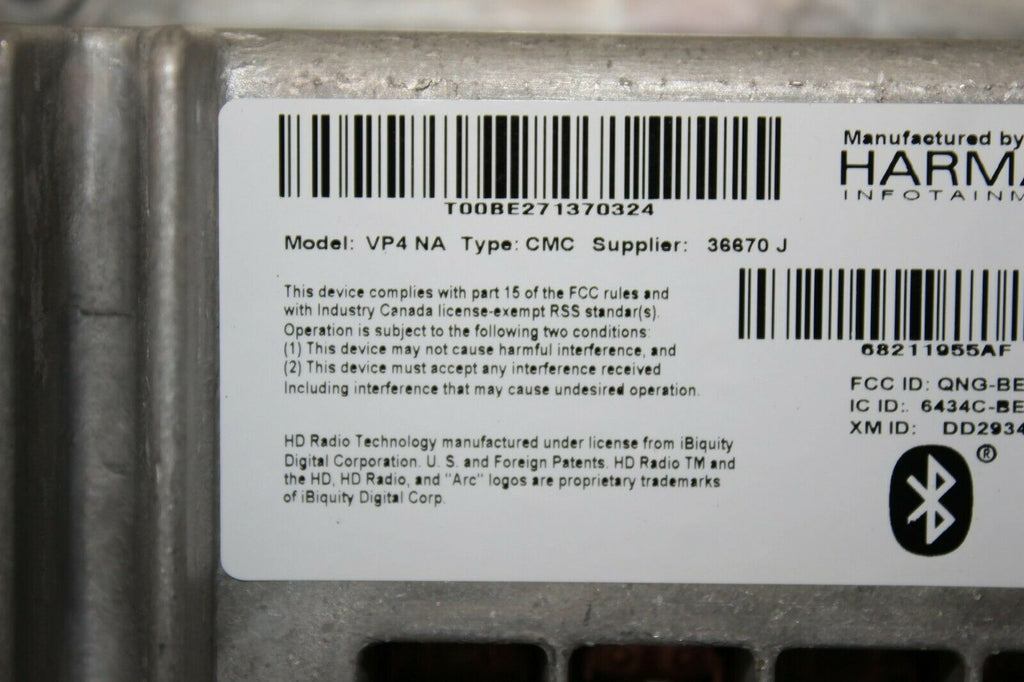 T00BE271370324
Model: VP4 NA Type: CMC Supplier: 36670 J
This device complies with part 15 of the FCC rules and
with Industry Canada license-exempt RSS standar(s).
Operation is subject to the following two conditions:
(1) This device may not cause harmful interference, and
(2) This device must accept any interference received
Including interference that may cause undesired operation.
HD Radio Technology manufactured under license from iBiquity
Digital Corporation. U. S. and Foreign Patents. HD Radio TM and
the HD, HD Radio, and "Arc" logos are proprietary trademarks
of iBiquity Digital Corp.
Manufactured by
HARMA
INFOTAINM
68211955AF
FCC ID: QNG-BE
IC ID: 6434C-BE
XM ID: DD2934
®